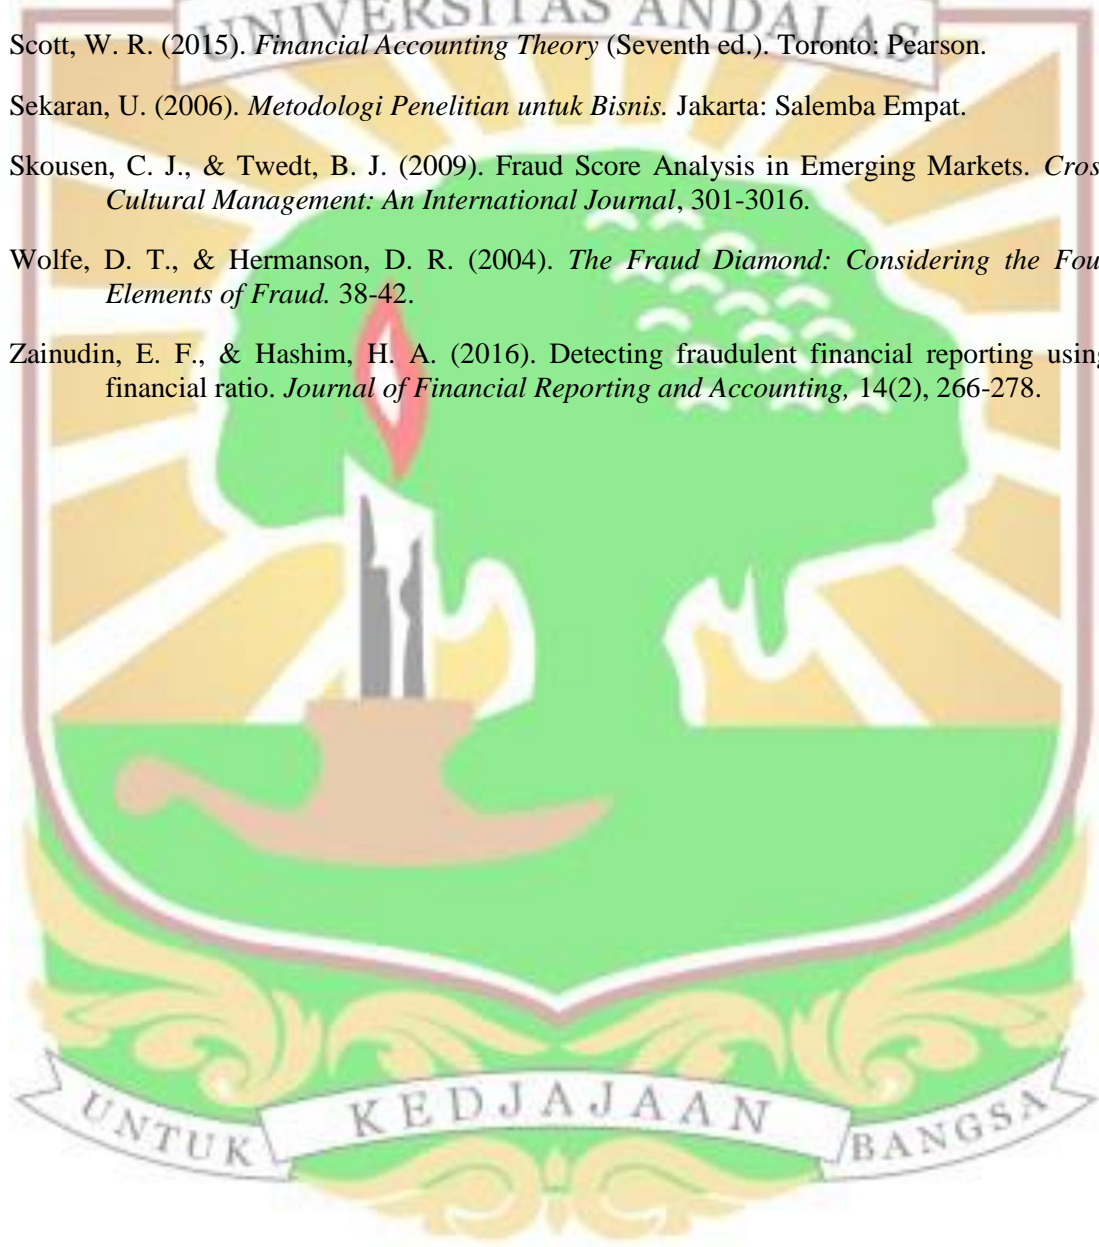 UNIVERSITAS ANDALAS
Scott, W. R. (2015). Financial Accounting Theory (Seventh ed.). Toronto: Pearson.
Sekaran, U. (2006). Metodologi Penelitian untuk Bisnis. Jakarta: Salemba Empat.
Skousen, C. J., & Twedt, B. J. (2009). Fraud Score Analysis in Emerging Markets. Cros
Cultural Management: An International Journal, 301-3016.
Wolfe, D. T., & Hermanson, D. R. (2004). The Fraud Diamond: Considering the Fou
Elements of Fraud. 38-42.
Zainudin, E. F., & Hashim, H. A. (2016). Detecting fraudulent financial reporting using
financial ratio. Journal of Financial Reporting and Accounting, 14(2), 266-278.
UNTUK KEDJAJAAN BANGSA